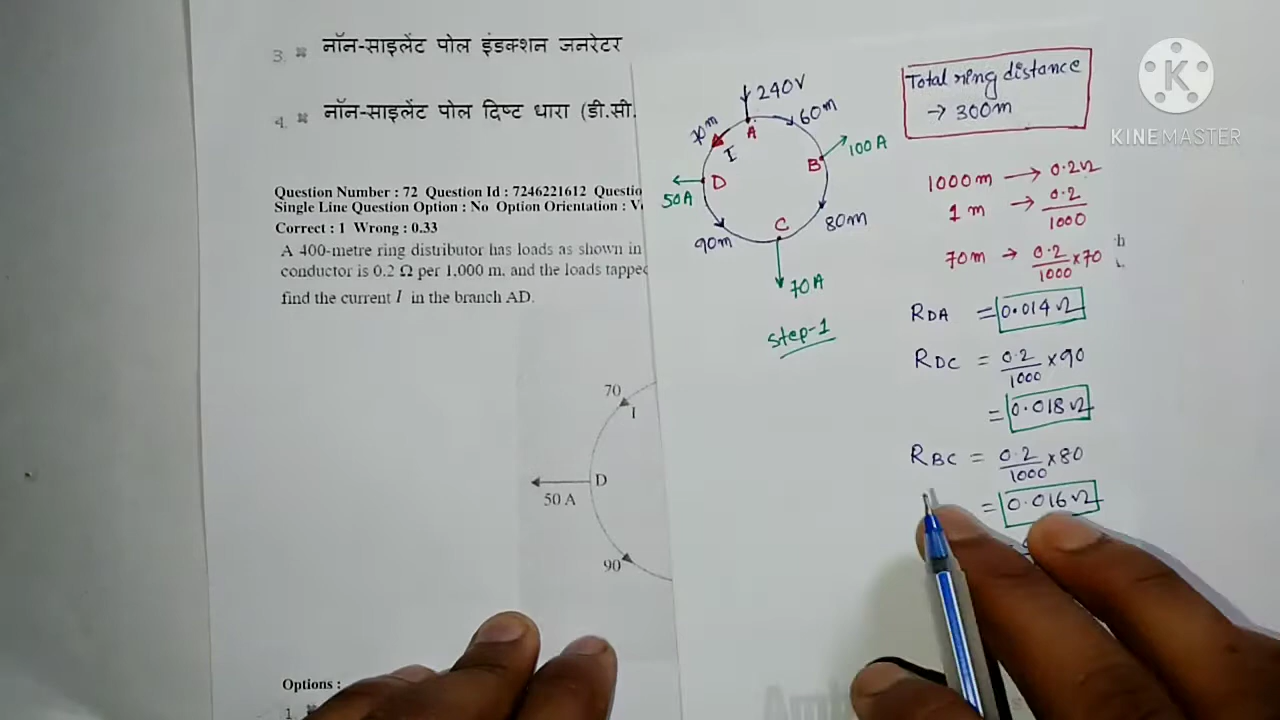 3. नॉन-साइलेंट पोल इंडक्शन जनरेटर
4. नॉन-साइलेंट पोल दिष्ट धारा (डी.सी.
Question Number : 72 Question Id : 7246221612 Questio
Single Line Question Option : No Option Orientation : V
Correct : 1 Wrong : 0.33
A 400-metre ring distributor has loads as shown in
conductor is 0.2 Ω per 1,000 m, and the loads tapped
find the current I in the branch AD.
70
I
D
50 A
90
Options :
1.
240V
A
70m
60m
I
B
100A
D
50A
C
90m
80m
70A
Step-1
Total ring distance
→ 300m
1000m → 0.2Ω
1m → 0.2/1000
70m → 0.2/1000 × 70
RDA = 0.014Ω
RDC = 0.2/1000 × 90
= 0.018Ω
RBC = 0.2/1000 × 80
= 0.016Ω
K
KINEMASTER